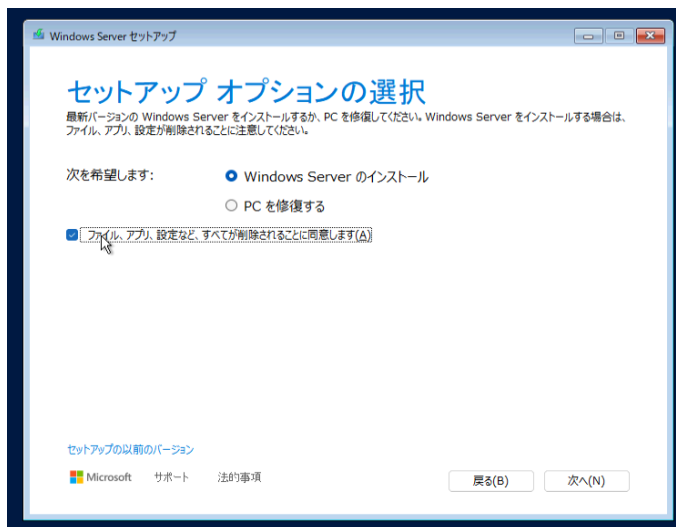 Windows Server セットアップ
セットアップ オプションの選択
最新バージョンの Windows Server をインストールするか、PC を修復してください。Windows Server をインストールする場合は、
ファイル、アプリ、設定が削除されることに注意してください。
次を希望します:
Windows Server のインストール
PC を修復する
ファイル、アプリ、設定など、すべてが削除されることに同意します(A)
セットアップの以前のバージョン
Microsoft サポート 法的事項
戻る(B) 次へ(N)